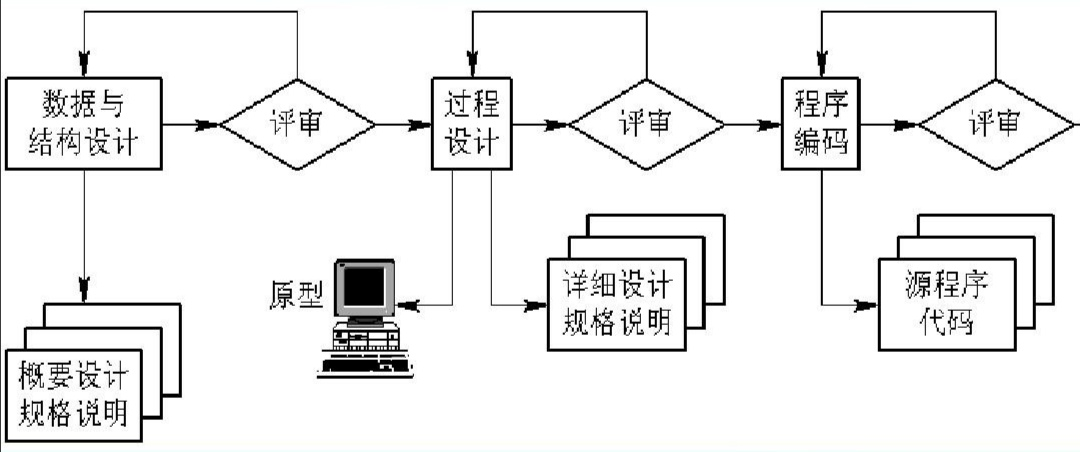 数据与
结构设计
评审
过程
设计
评审
程序
编码
评审
原型
详细设计
规格说明
源程序
代码
概要设计
规格说明